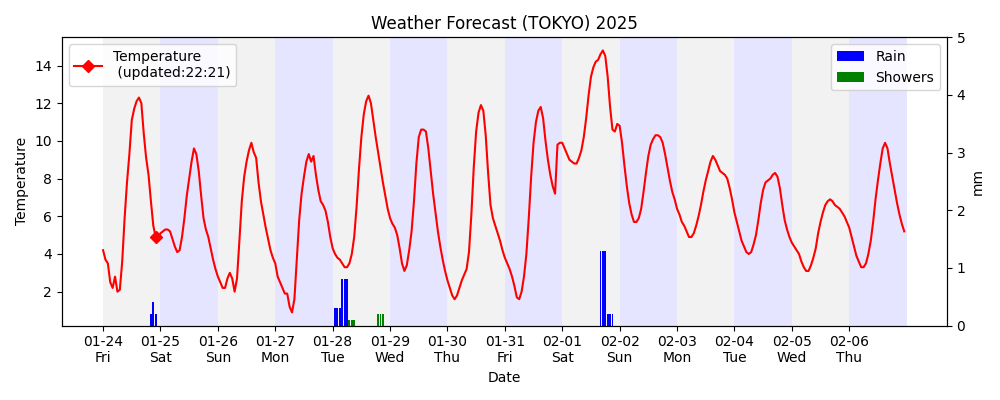 Weather Forecast (TOKYO) 2025
Temperature
(updated:22:21)
Rain
Showers
Temperature
14
12
10
8
6
4
2
5
4
3
2
1
0
mm
01-24 01-25 01-26 01-27 01-28 01-29 01-30 01-31 02-01 02-02 02-03 02-04 02-05 02-06
Fri Sat Sun Mon Tue Wed Thu Fri Sat Sun Mon Tue Wed Thu
Date